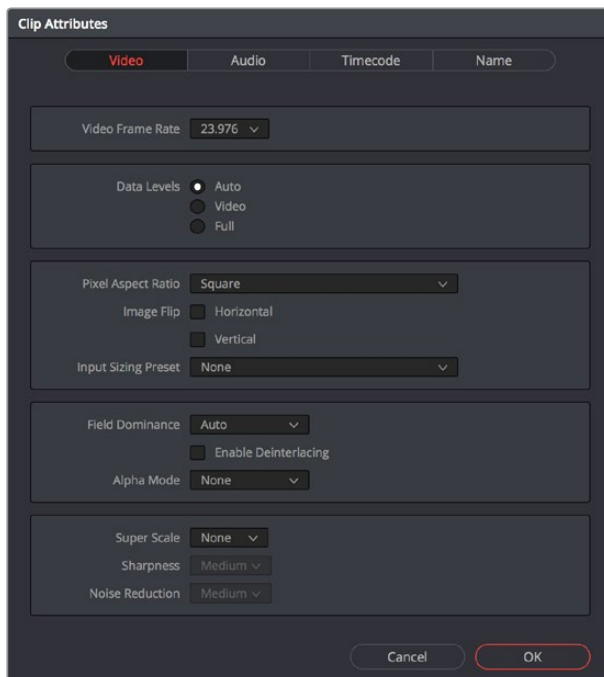 Clip Attributes
Video Audio Timecode Name
Video Frame Rate 23.976
Data Levels Auto
Video
Full
Pixel Aspect Ratio Square
Image Flip Horizontal
Vertical
Input Sizing Preset None
Field Dominance Auto
Enable Deinterlacing
Alpha Mode None
Super Scale None
Sharpness Medium
Noise Reduction Medium
Cancel OK